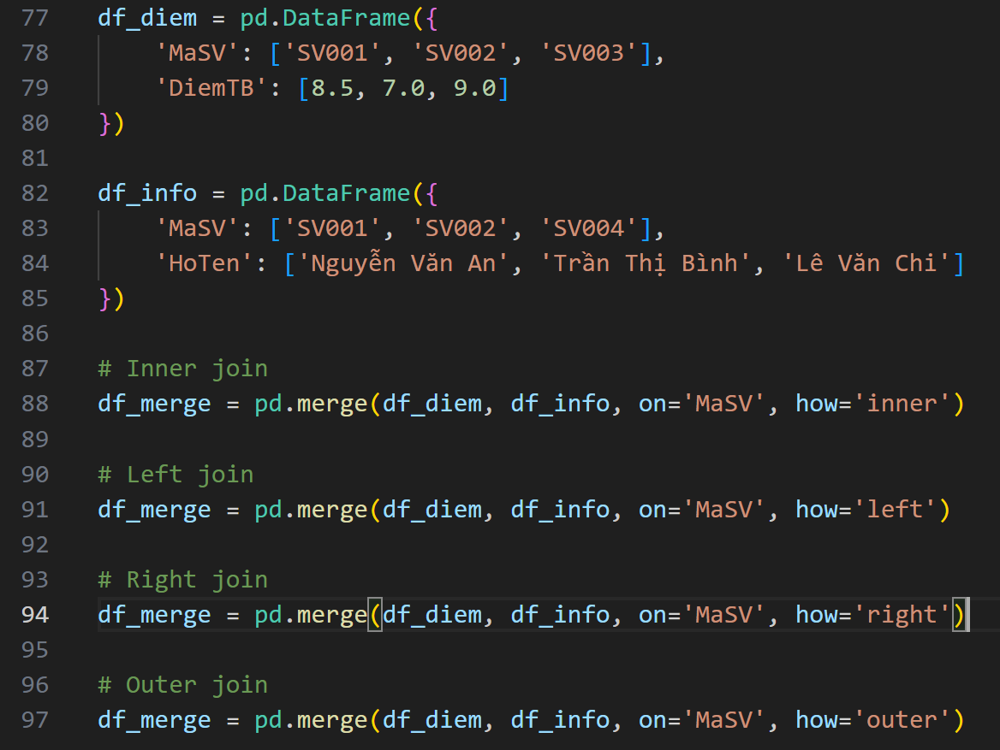 77 df_diem = pd.DataFrame({
78     'MaSV': ['SV001', 'SV002', 'SV003'],
79     'DiemTB': [8.5, 7.0, 9.0]
80 })
81
82 df_info = pd.DataFrame({
83     'MaSV': ['SV001', 'SV002', 'SV004'],
84     'HoTen': ['Nguyễn Văn An', 'Trần Thị Bình', 'Lê Văn Chi']
85 })
86
87 # Inner join
88 df_merge = pd.merge(df_diem, df_info, on='MaSV', how='inner')
89
90 # Left join
91 df_merge = pd.merge(df_diem, df_info, on='MaSV', how='left')
92
93 # Right join
94 df_merge = pd.merge(df_diem, df_info, on='MaSV', how='right')
95
96 # Outer join
97 df_merge = pd.merge(df_diem, df_info, on='MaSV', how='outer')